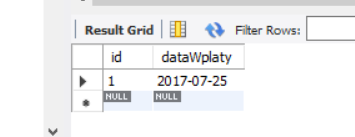 Result Grid Filter Rows:
id dataWplaty
1 2017-07-25
NULL NULL